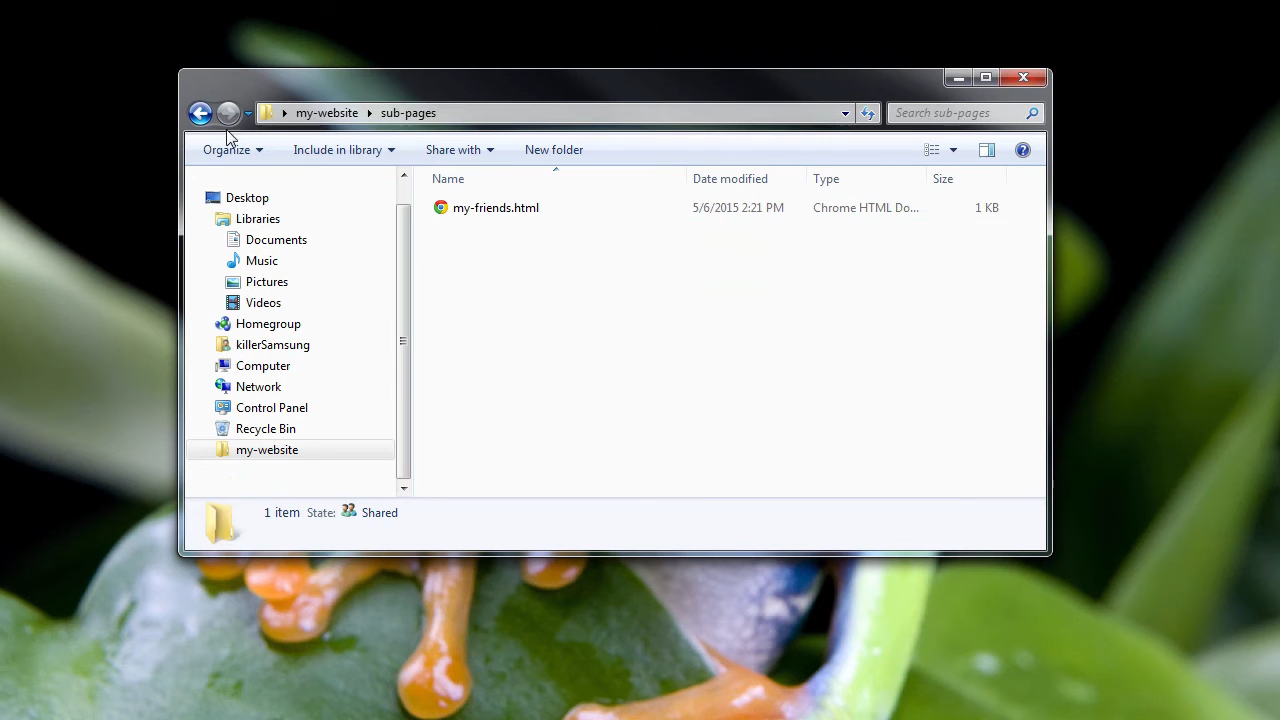 my-website sub-pages Search sub-pages
Organize Include in library Share with New folder
Name Date modified Type Size
my-friends.html 5/6/2015 2:21 PM Chrome HTML Do... 1 KB
Desktop
Libraries
Documents
Music
Pictures
Videos
Homegroup
killerSamsung
Computer
Network
Control Panel
Recycle Bin
my-website
1 item State: Shared